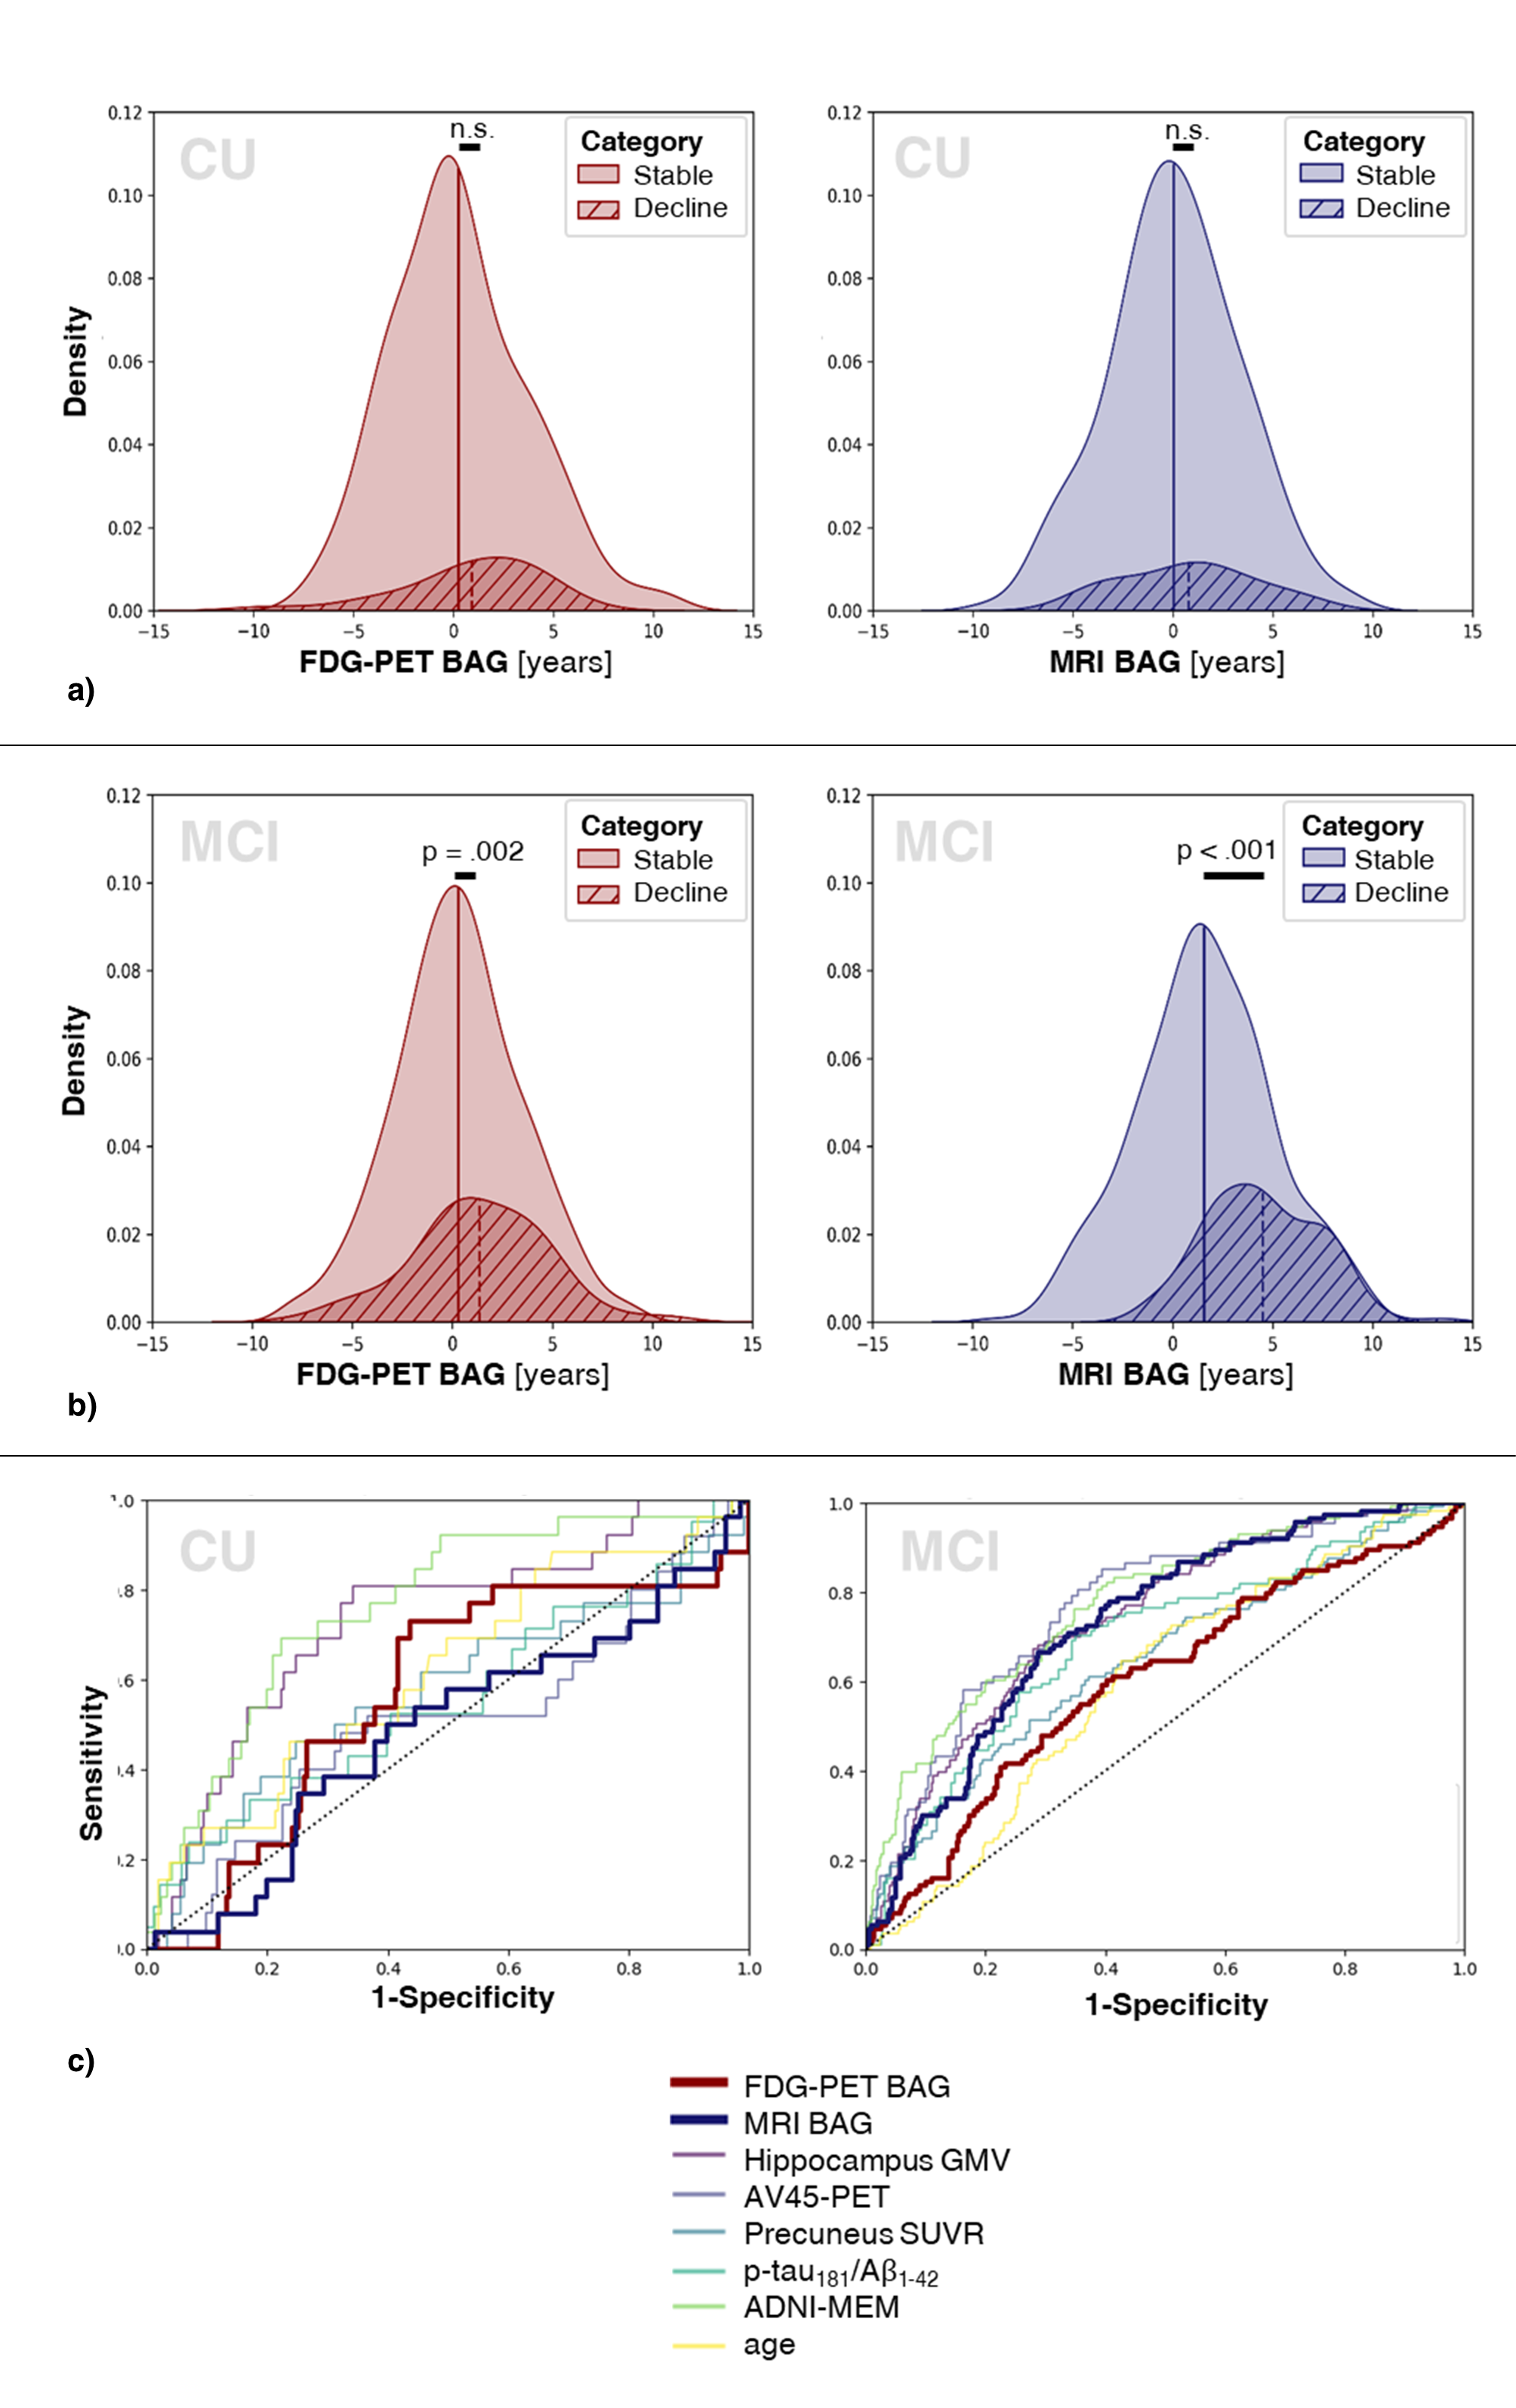 CU
n.s.
Category
Stable
Decline
0.12
0.10
0.08
0.06
0.04
0.02
0.00
Density
−15 −10 −5 0 5 10 15
FDG-PET BAG [years]
CU
n.s.
Category
Stable
Decline
0.12
0.10
0.08
0.06
0.04
0.02
0.00
−15 −10 −5 0 5 10 15
MRI BAG [years]
a)
MCI
p = .002
Category
Stable
Decline
0.12
0.10
0.08
0.06
0.04
0.02
0.00
Density
−15 −10 −5 0 5 10 15
FDG-PET BAG [years]
MCI
p < .001
Category
Stable
Decline
0.12
0.10
0.08
0.06
0.04
0.02
0.00
−15 −10 −5 0 5 10 15
MRI BAG [years]
b)
CU
1.0
.8
.6
.4
.2
.0
Sensitivity
0.0 0.2 0.4 0.6 0.8 1.0
1-Specificity
MCI
1.0
0.8
0.6
0.4
0.2
0.0
0.0 0.2 0.4 0.6 0.8 1.0
1-Specificity
c)
FDG-PET BAG
MRI BAG
Hippocampus GMV
AV45-PET
Precuneus SUVR
p-tau₁₈₁/Aβ₁₋₄₂
ADNI-MEM
age